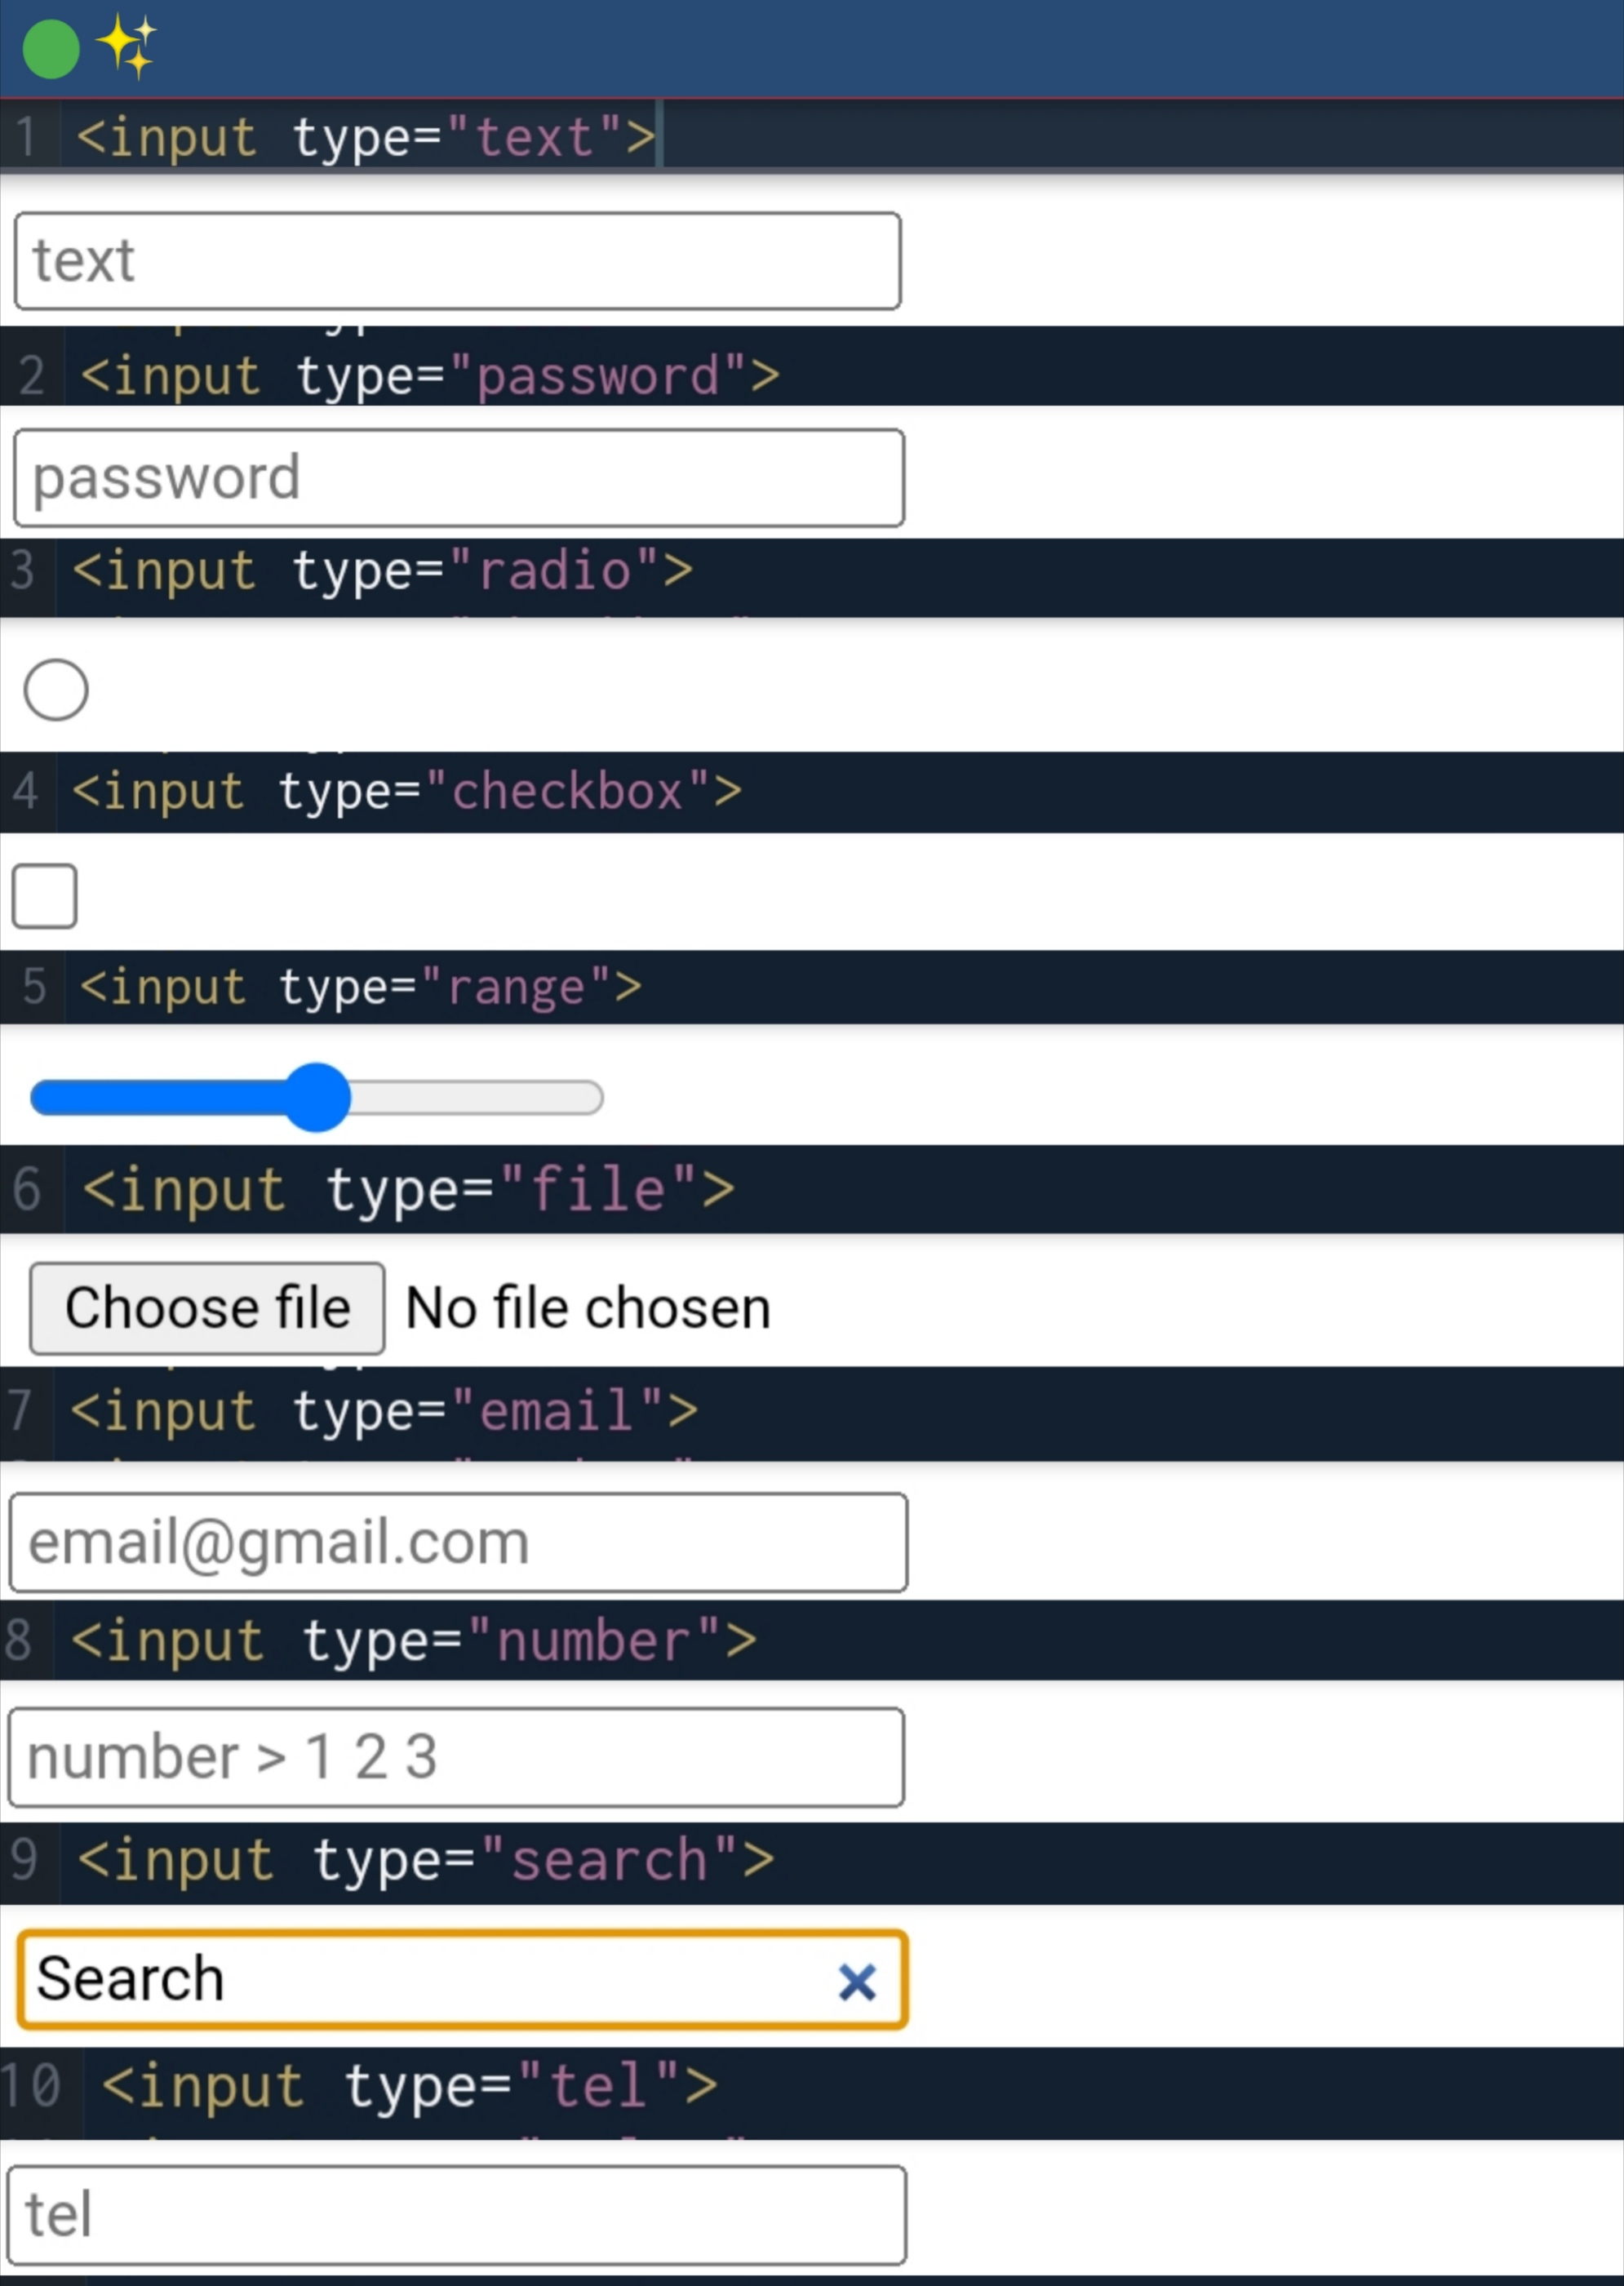 1 <input type="text">
text
2 <input type="password">
password
3 <input type="radio">
4 <input type="checkbox">
5 <input type="range">
6 <input type="file">
Choose file No file chosen
7 <input type="email">
email@gmail.com
8 <input type="number">
number > 1 2 3
9 <input type="search">
Search ×
10 <input type="tel">
tel